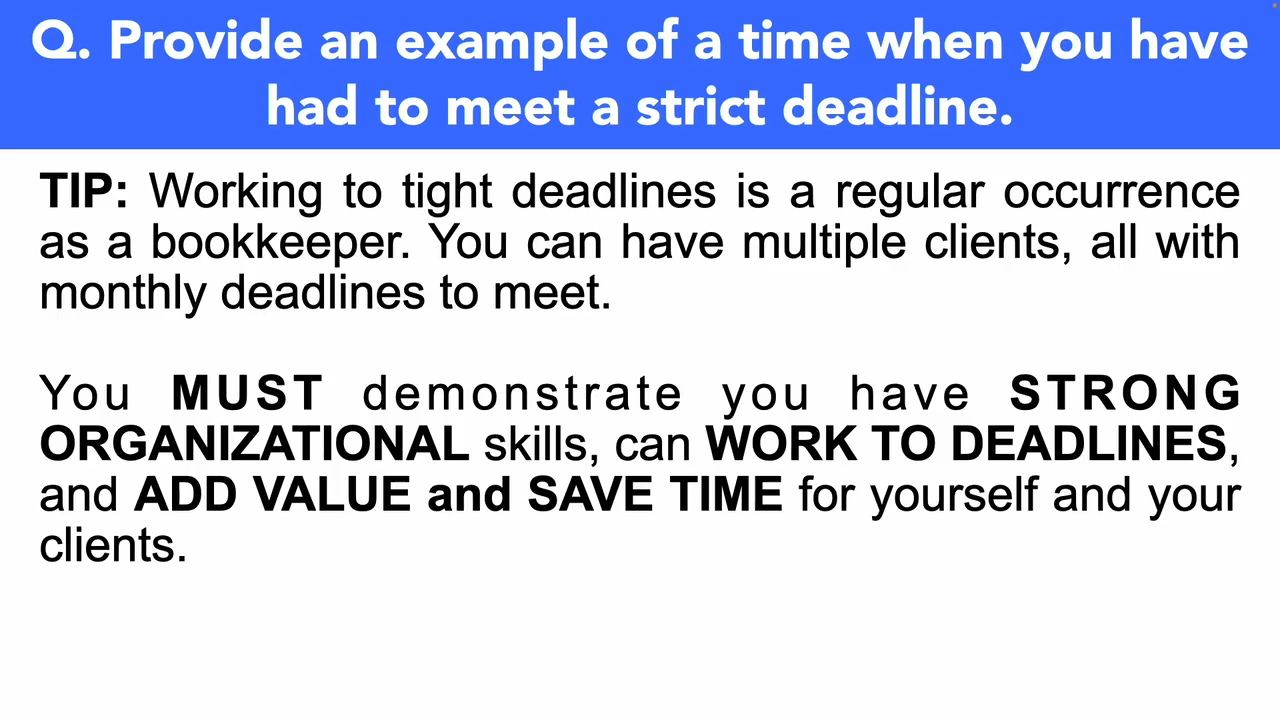 Q. Provide an example of a time when you have
had to meet a strict deadline.
TIP: Working to tight deadlines is a regular occurrence
as a bookkeeper. You can have multiple clients, all with
monthly deadlines to meet.
You MUST demonstrate you have STRONG
ORGANIZATIONAL skills, can WORK TO DEADLINES,
and ADD VALUE and SAVE TIME for yourself and your
clients.